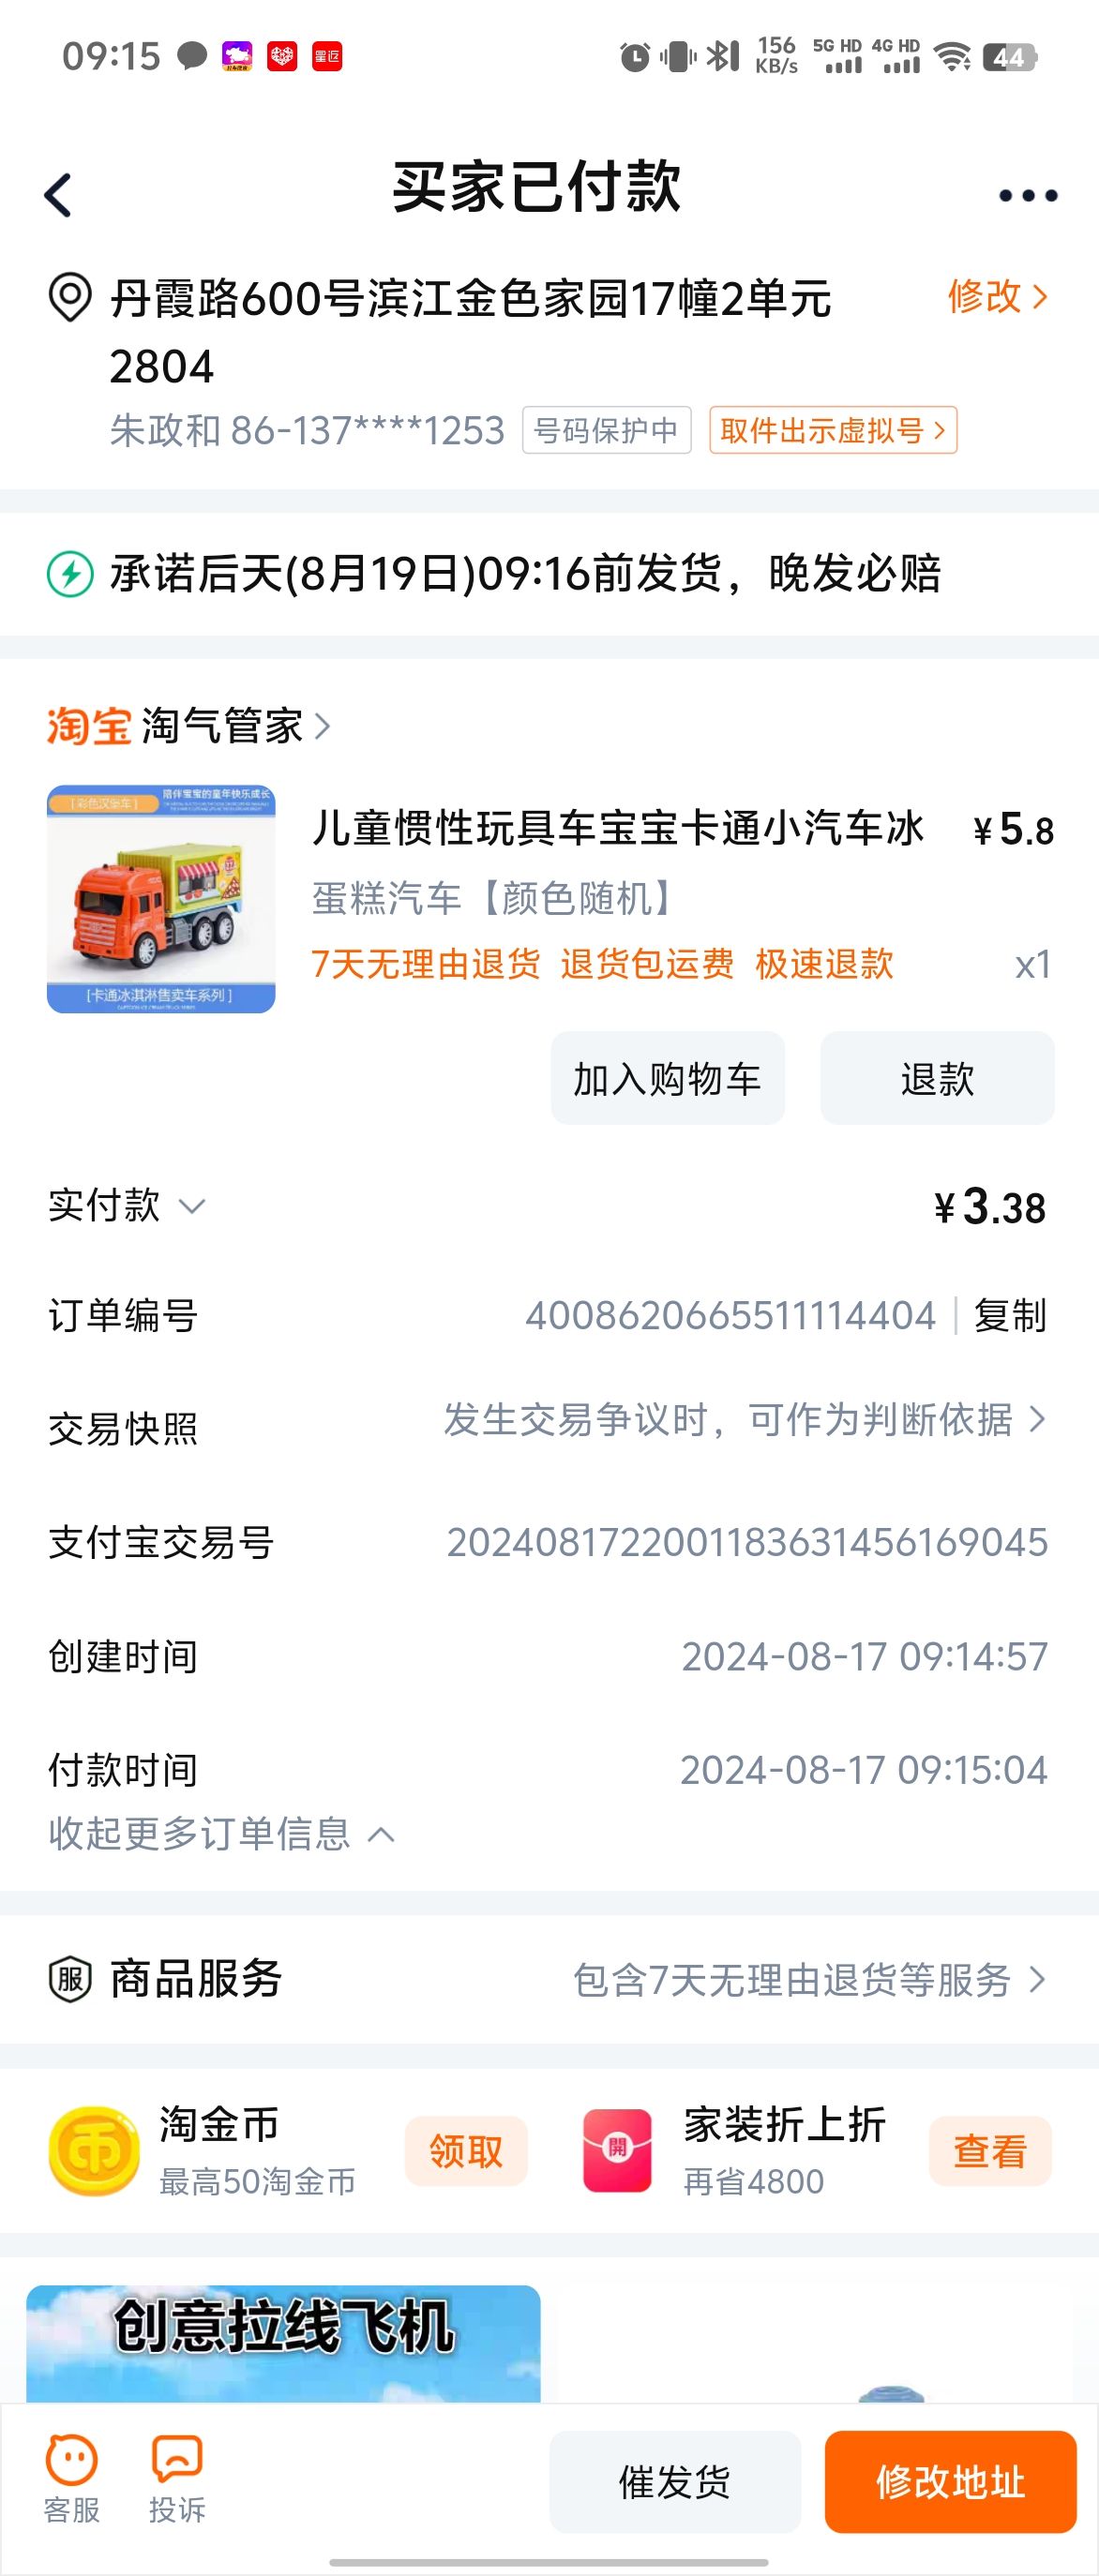 09:15
156 KB/s 5G HD 4G HD 44
买家已付款
丹霞路600号滨江金色家园17幢2单元
修改
2804
朱政和 86-137****1253 号码保护中 取件出示虚拟号
承诺后天(8月19日)09:16前发货，晚发必赔
淘宝 淘气管家
[彩色汉堡车] 陪伴宝宝的童年快乐成长
儿童惯性玩具车宝宝卡通小汽车冰 ¥5.8
蛋糕汽车【颜色随机】
7天无理由退货 退货包运费 极速退款 x1
[卡通冰淇淋售卖车系列]
加入购物车 退款
实付款 ¥3.38
订单编号 4008620665511114404 复制
交易快照 发生交易争议时，可作为判断依据
支付宝交易号 2024081722001183631456169045
创建时间 2024-08-17 09:14:57
付款时间 2024-08-17 09:15:04
收起更多订单信息
服 商品服务 包含7天无理由退货等服务
币 淘金币 领取 開 家装折上折 查看
最高50淘金币 再省4800
创意拉线飞机
催发货 修改地址
客服 投诉